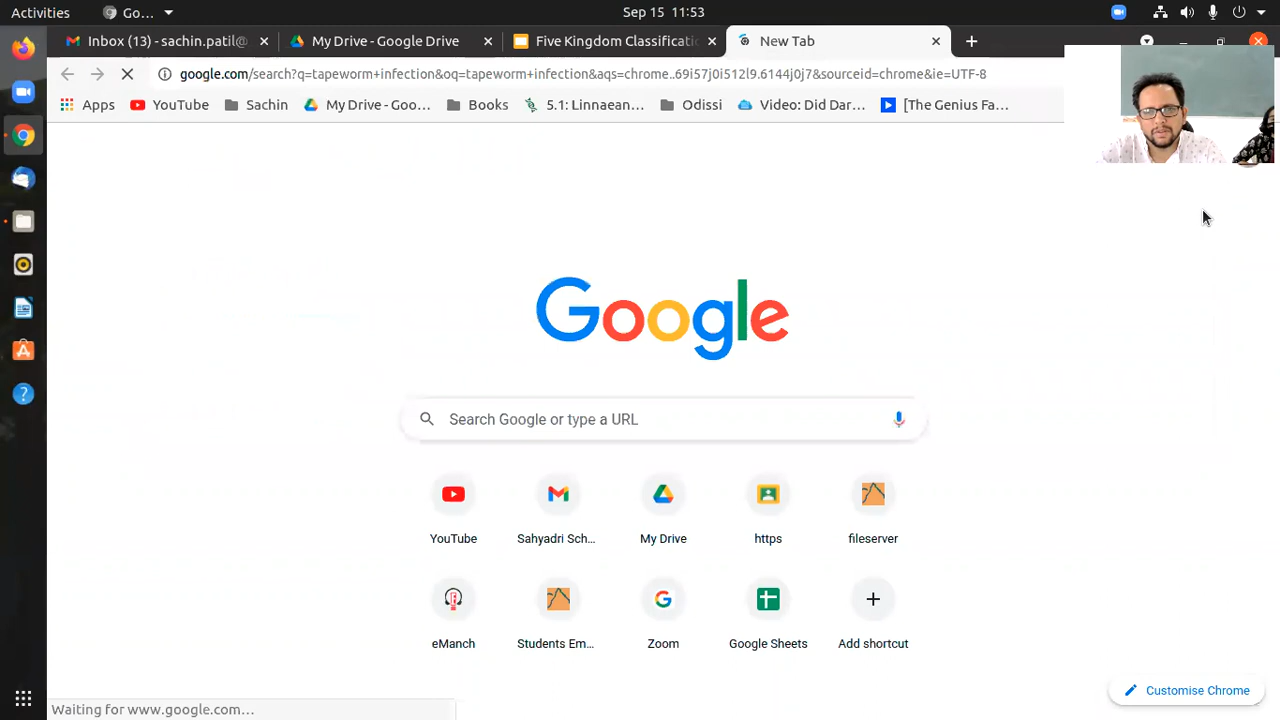 Activities
Go...
Sep 15 11:53
Inbox (13) - sachin.patil@
My Drive - Google Drive
Five Kingdom Classificati
New Tab
google.com/search?q=tapeworm+infection&oq=tapeworm+infection&aqs=chrome..69i57j0i512l9.6144j0j7&sourceid=chrome&ie=UTF-8
Apps
YouTube
Sachin
My Drive - Goo...
Books
5.1: Linnaean...
Odissi
Video: Did Dar...
[The Genius Fa...
Google
Search Google or type a URL
YouTube
Sahyadri Sch...
My Drive
https
fileserver
eManch
Students Em...
Zoom
Google Sheets
Add shortcut
Customise Chrome
Waiting for www.google.com...